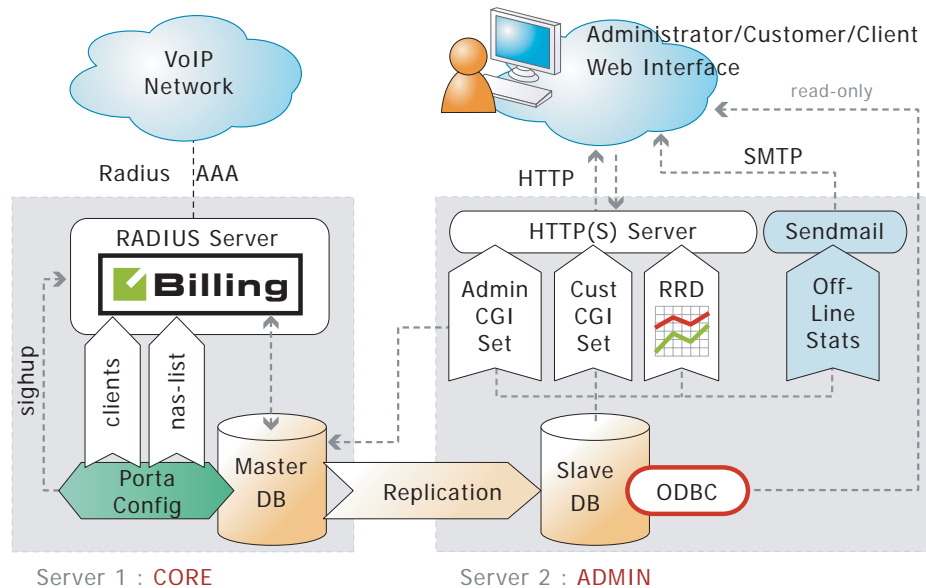 VoIP
Network
Administrator/Customer/Client
Web Interface
read-only
Radius AAA
HTTP
SMTP
RADIUS Server
Billing
HTTP(S) Server
Sendmail
Admin
CGI
Set
Cust
CGI
Set
RRD
Off-
Line
Stats
sighup
clients
nas-list
Porta
Config
Master
DB
Replication
Slave
DB
ODBC
Server 1 : CORE
Server 2 : ADMIN